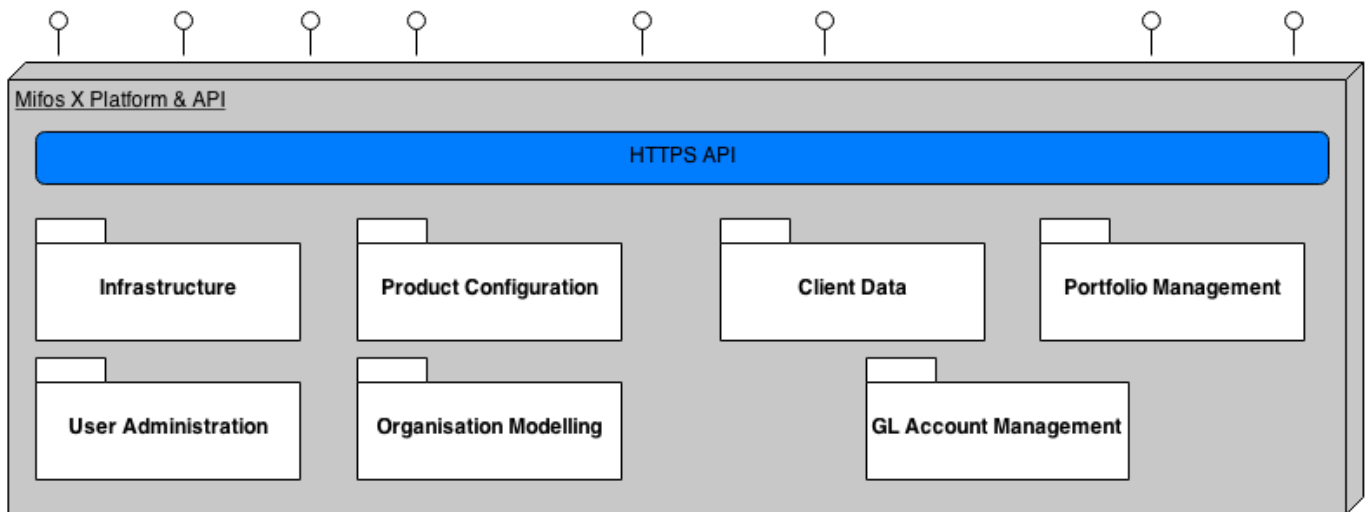 Mifos X Platform & API
HTTPS API
Infrastructure
Product Configuration
Client Data
Portfolio Management
User Administration
Organisation Modelling
GL Account Management